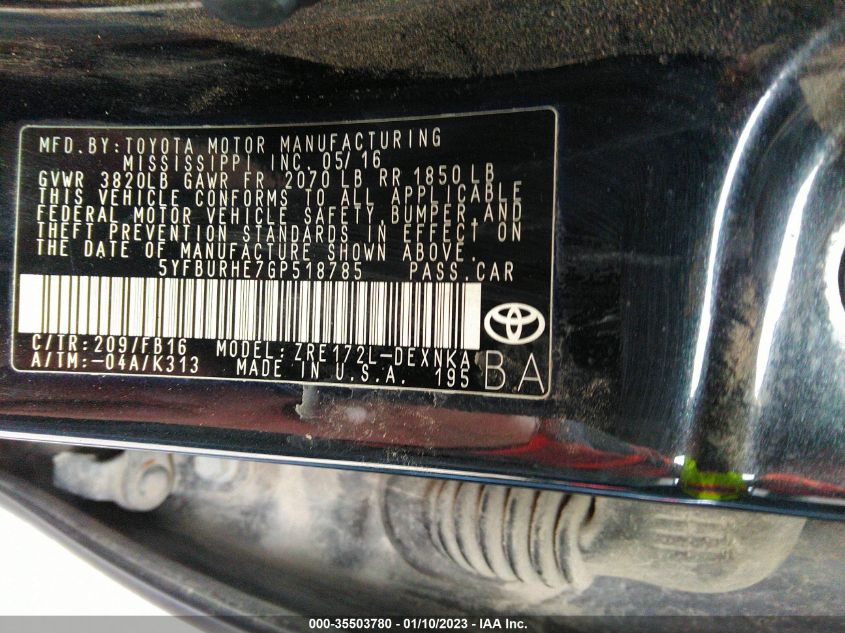 MFD. BY: TOYOTA MOTOR MANUFACTURING
MISSISSIPPI INC. 05/16
GVWR 3820LB GAWR FR 2070 LB RR 1850 LB
THIS VEHICLE CONFORMS TO ALL APPLICABLE
FEDERAL MOTOR VEHICLE SAFETY, BUMPER, AND
THEFT PREVENTION STANDARDS IN EFFECT ON
THE DATE OF MANUFACTURE SHOWN ABOVE.
5YFBURHE7GP518785 PASS. CAR
C/TR: 209/FB16 MODEL: ZRE172L-DEXNKA
A/TM: -04A/K313 MADE IN U.S.A. 195
BA
000-35503780 - 01/10/2023 - IAA Inc.